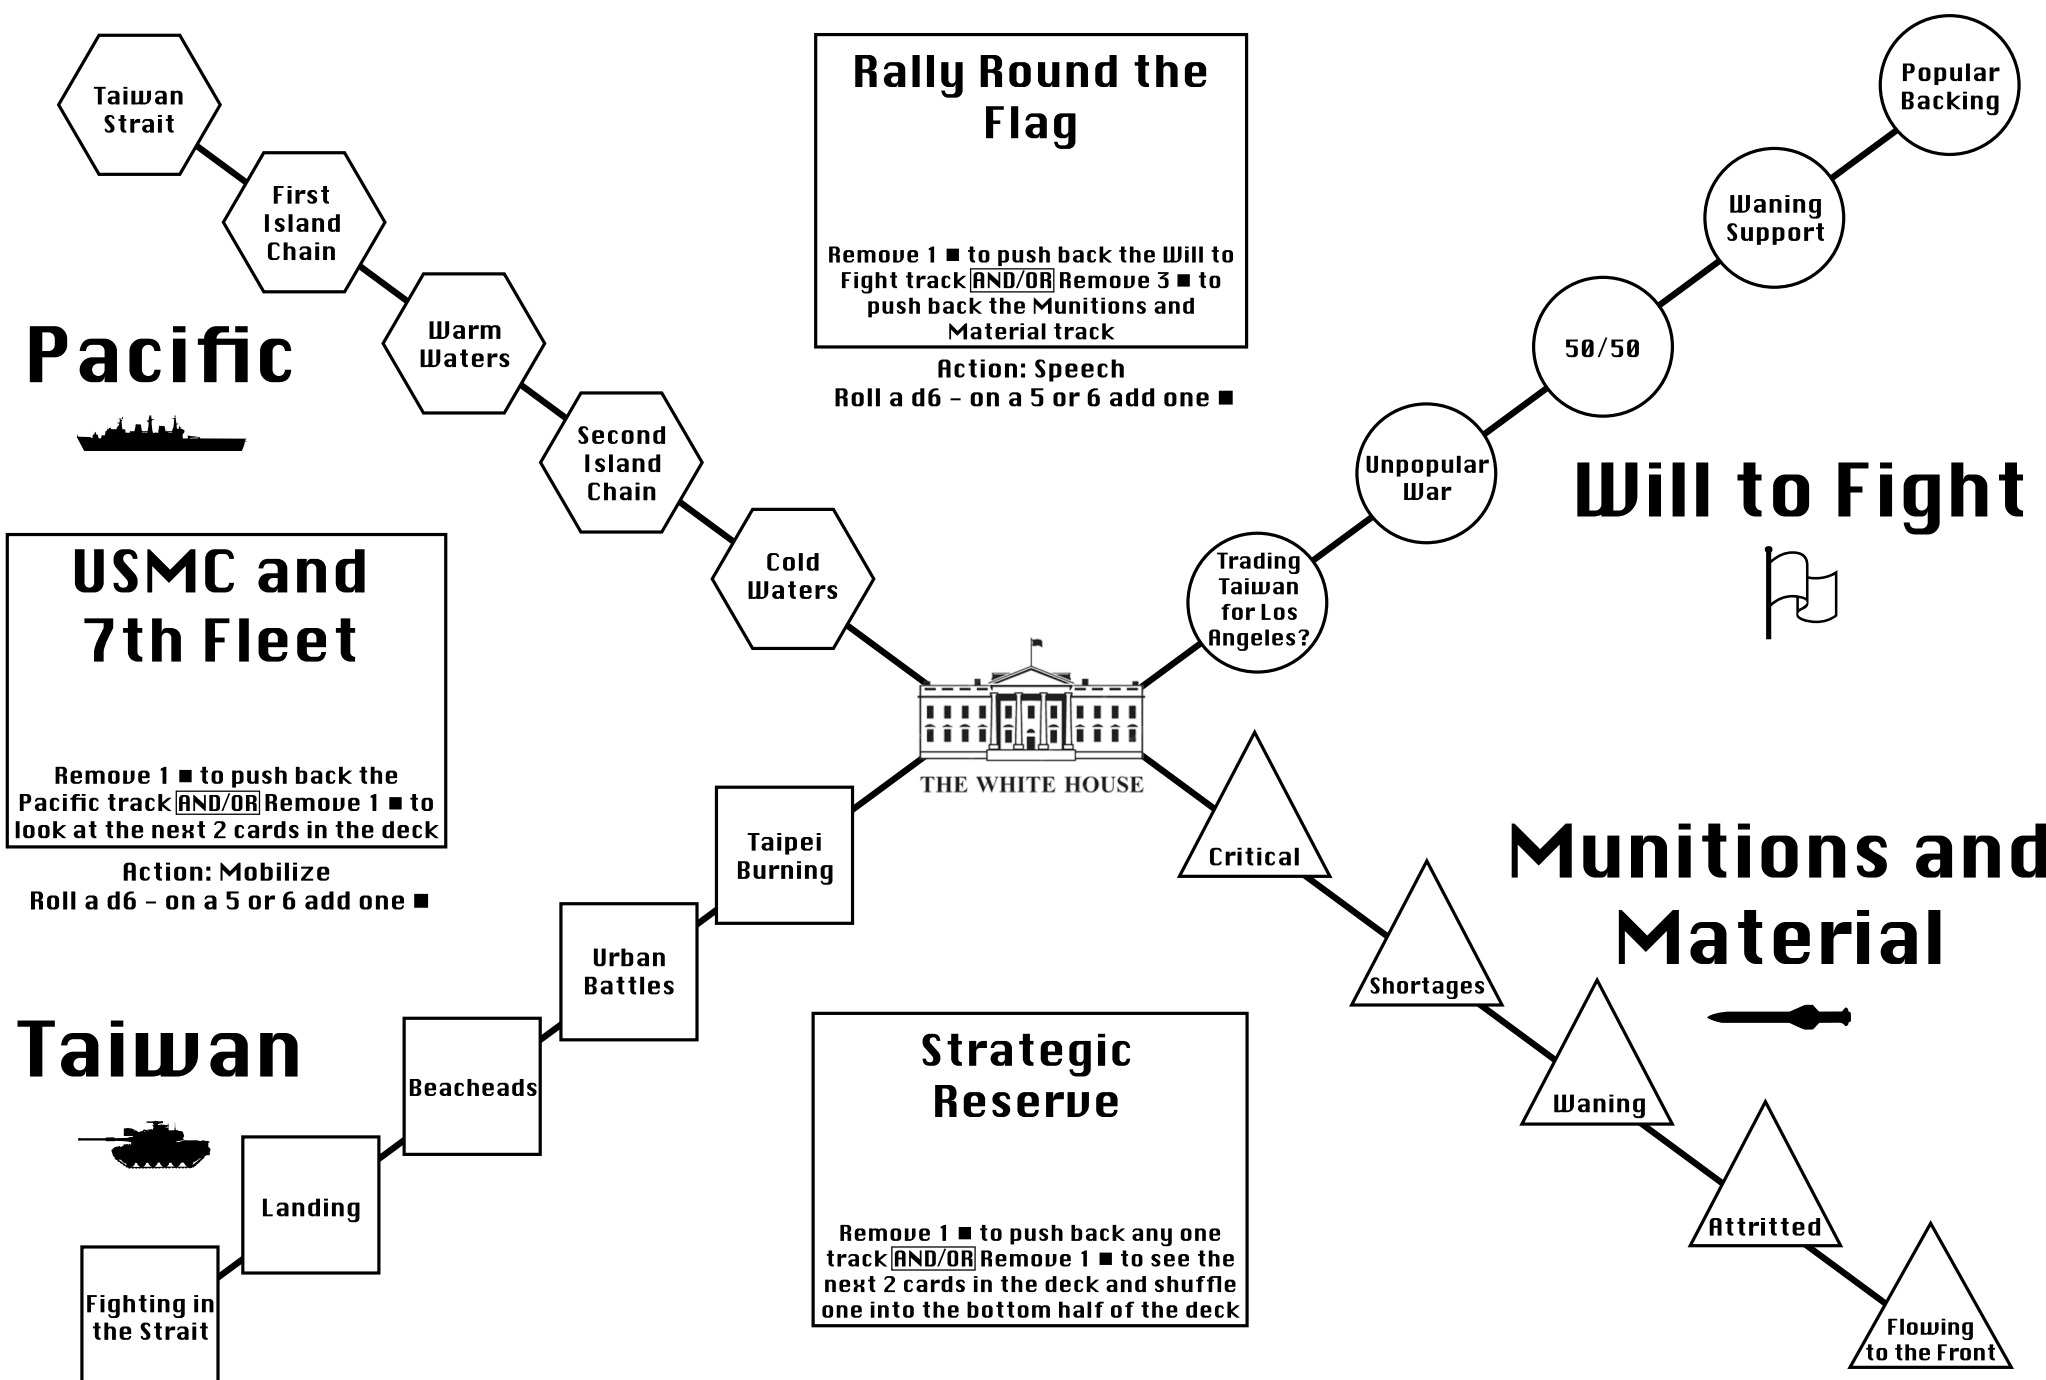 Taiwan
Strait
First
Island
Chain
Warm
Waters
Second
Island
Chain
Cold
Waters
Pacific
Rally Round the
Flag
Remove 1 ■ to push back the Will to
Fight track AND/OR Remove 3 ■ to
push back the Munitions and
Material track
Action: Speech
Roll a d6 - on a 5 or 6 add one ■
Popular
Backing
Waning
Support
50/50
Unpopular
War
Trading
Taiwan
for Los
Angeles?
Will to Fight
USMC and
7th Fleet
Remove 1 ■ to push back the
Pacific track AND/OR Remove 1 ■ to
look at the next 2 cards in the deck
Action: Mobilize
Roll a d6 - on a 5 or 6 add one ■
THE WHITE HOUSE
Taipei
Burning
Urban
Battles
Beacheads
Landing
Fighting in
the Strait
Taiwan
Critical
Shortages
Waning
Attritted
Flowing
to the Front
Munitions and
Material
Strategic
Reserve
Remove 1 ■ to push back any one
track AND/OR Remove 1 ■ to see the
next 2 cards in the deck and shuffle
one into the bottom half of the deck